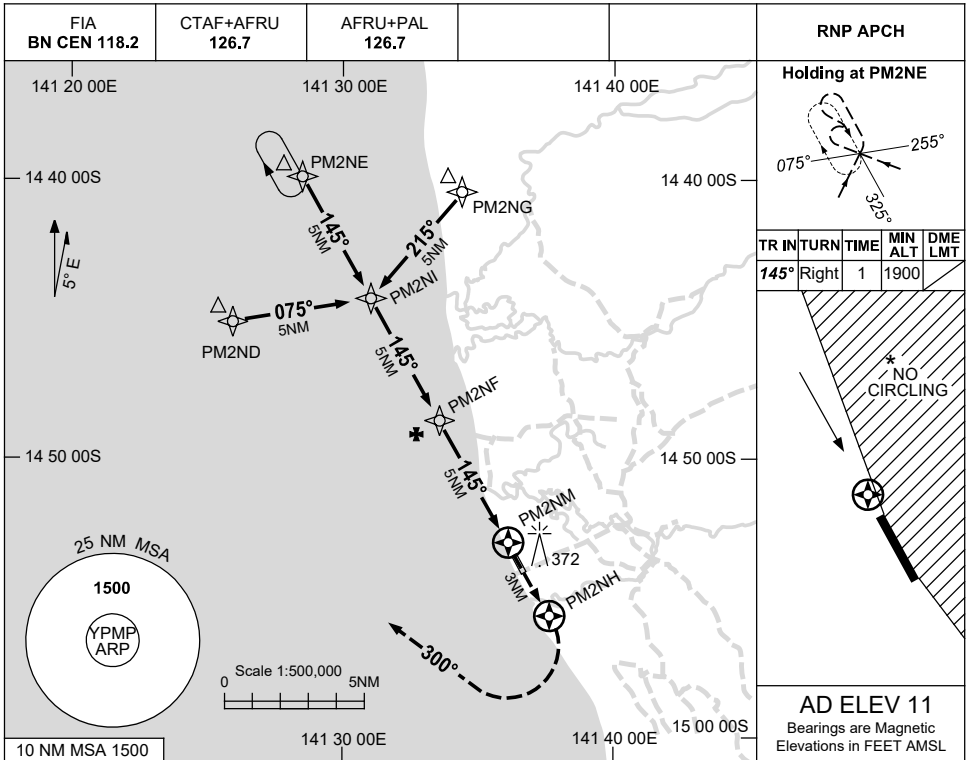 FIA
BN CEN 118.2
CTAF+AFRU
126.7
AFRU+PAL
126.7
RNP APCH
141 20 00E
141 30 00E
141 40 00E
Holding at PM2NE
075°
255°
325°
TR IN TURN TIME MIN ALT DME LMT
145° Right 1 1900
14 40 00S
14 40 00S
PM2NE
PM2NG
145°
5NM
215°
5NM
PM2NI
5° E
075°
5NM
PM2ND
145°
5NM
PM2NF
* NO
CIRCLING
14 50 00S
14 50 00S
145°
5NM
PM2NM
372
3NM
PM2NH
25 NM MSA
1500
YPMP
ARP
300°
Scale 1:500,000
0 5NM
15 00 00S
141 30 00E
141 40 00E
10 NM MSA 1500
AD ELEV 11
Bearings are Magnetic
Elevations in FEET AMSL